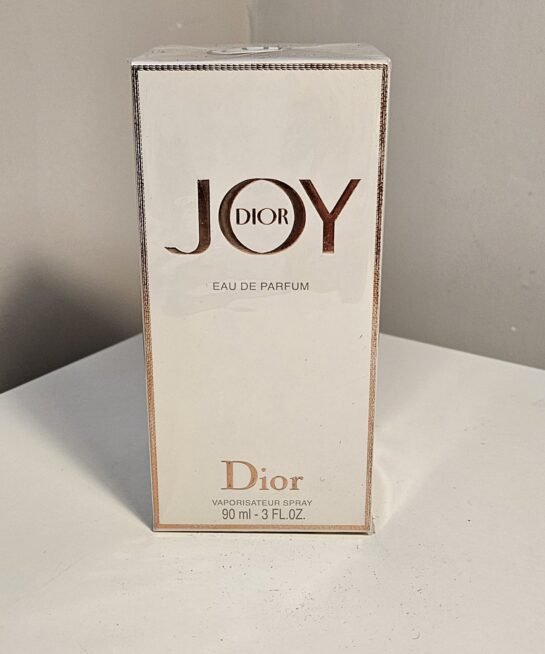 JOY
DIOR
EAU DE PARFUM
Dior
VAPORISATEUR SPRAY
90 ml - 3 FL.OZ.